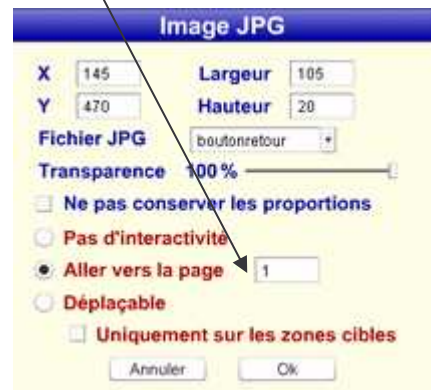 Image JPG
X 145 Largeur 105
Y 470 Hauteur 20
Fichier JPG boutonretour
Transparence 100 %
Ne pas conserver les proportions
Pas d'interactivité
Aller vers la page 1
Déplaçable
Uniquement sur les zones cibles
Annuler Ok